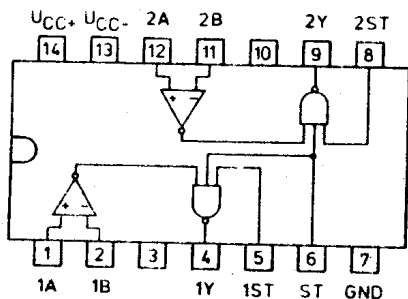 UCC+ UCC- 2A 2B 2Y 2ST
14 13 12 11 10 9 8
+ -
+ -
1 2 3 4 5 6 7
1A 1B 1Y 1ST ST GND